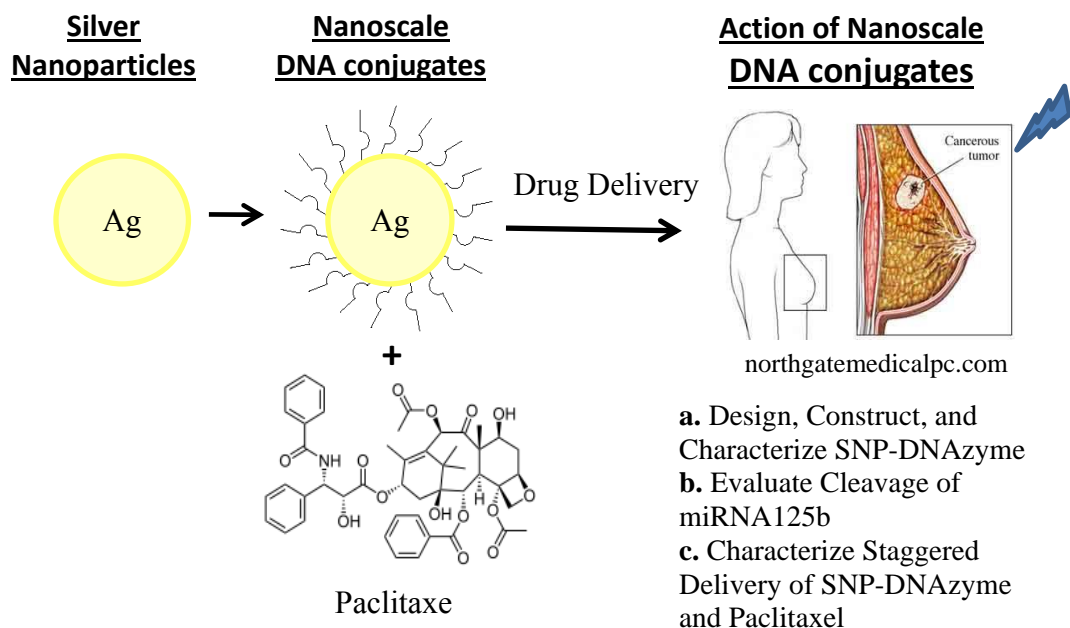 Silver
Nanoparticles
Nanoscale
DNA conjugates
Action of Nanoscale
DNA conjugates
Ag
Ag
Drug Delivery
Cancerous
tumor
+
northgatemedicalpc.com
O
O
O
OH
O
NH
O
O
OH
OH
O
H
O
O
O
O
O
Paclitaxe
a. Design, Construct, and
Characterize SNP-DNAzyme
b. Evaluate Cleavage of
miRNA125b
c. Characterize Staggered
Delivery of SNP-DNAzyme
and Paclitaxel